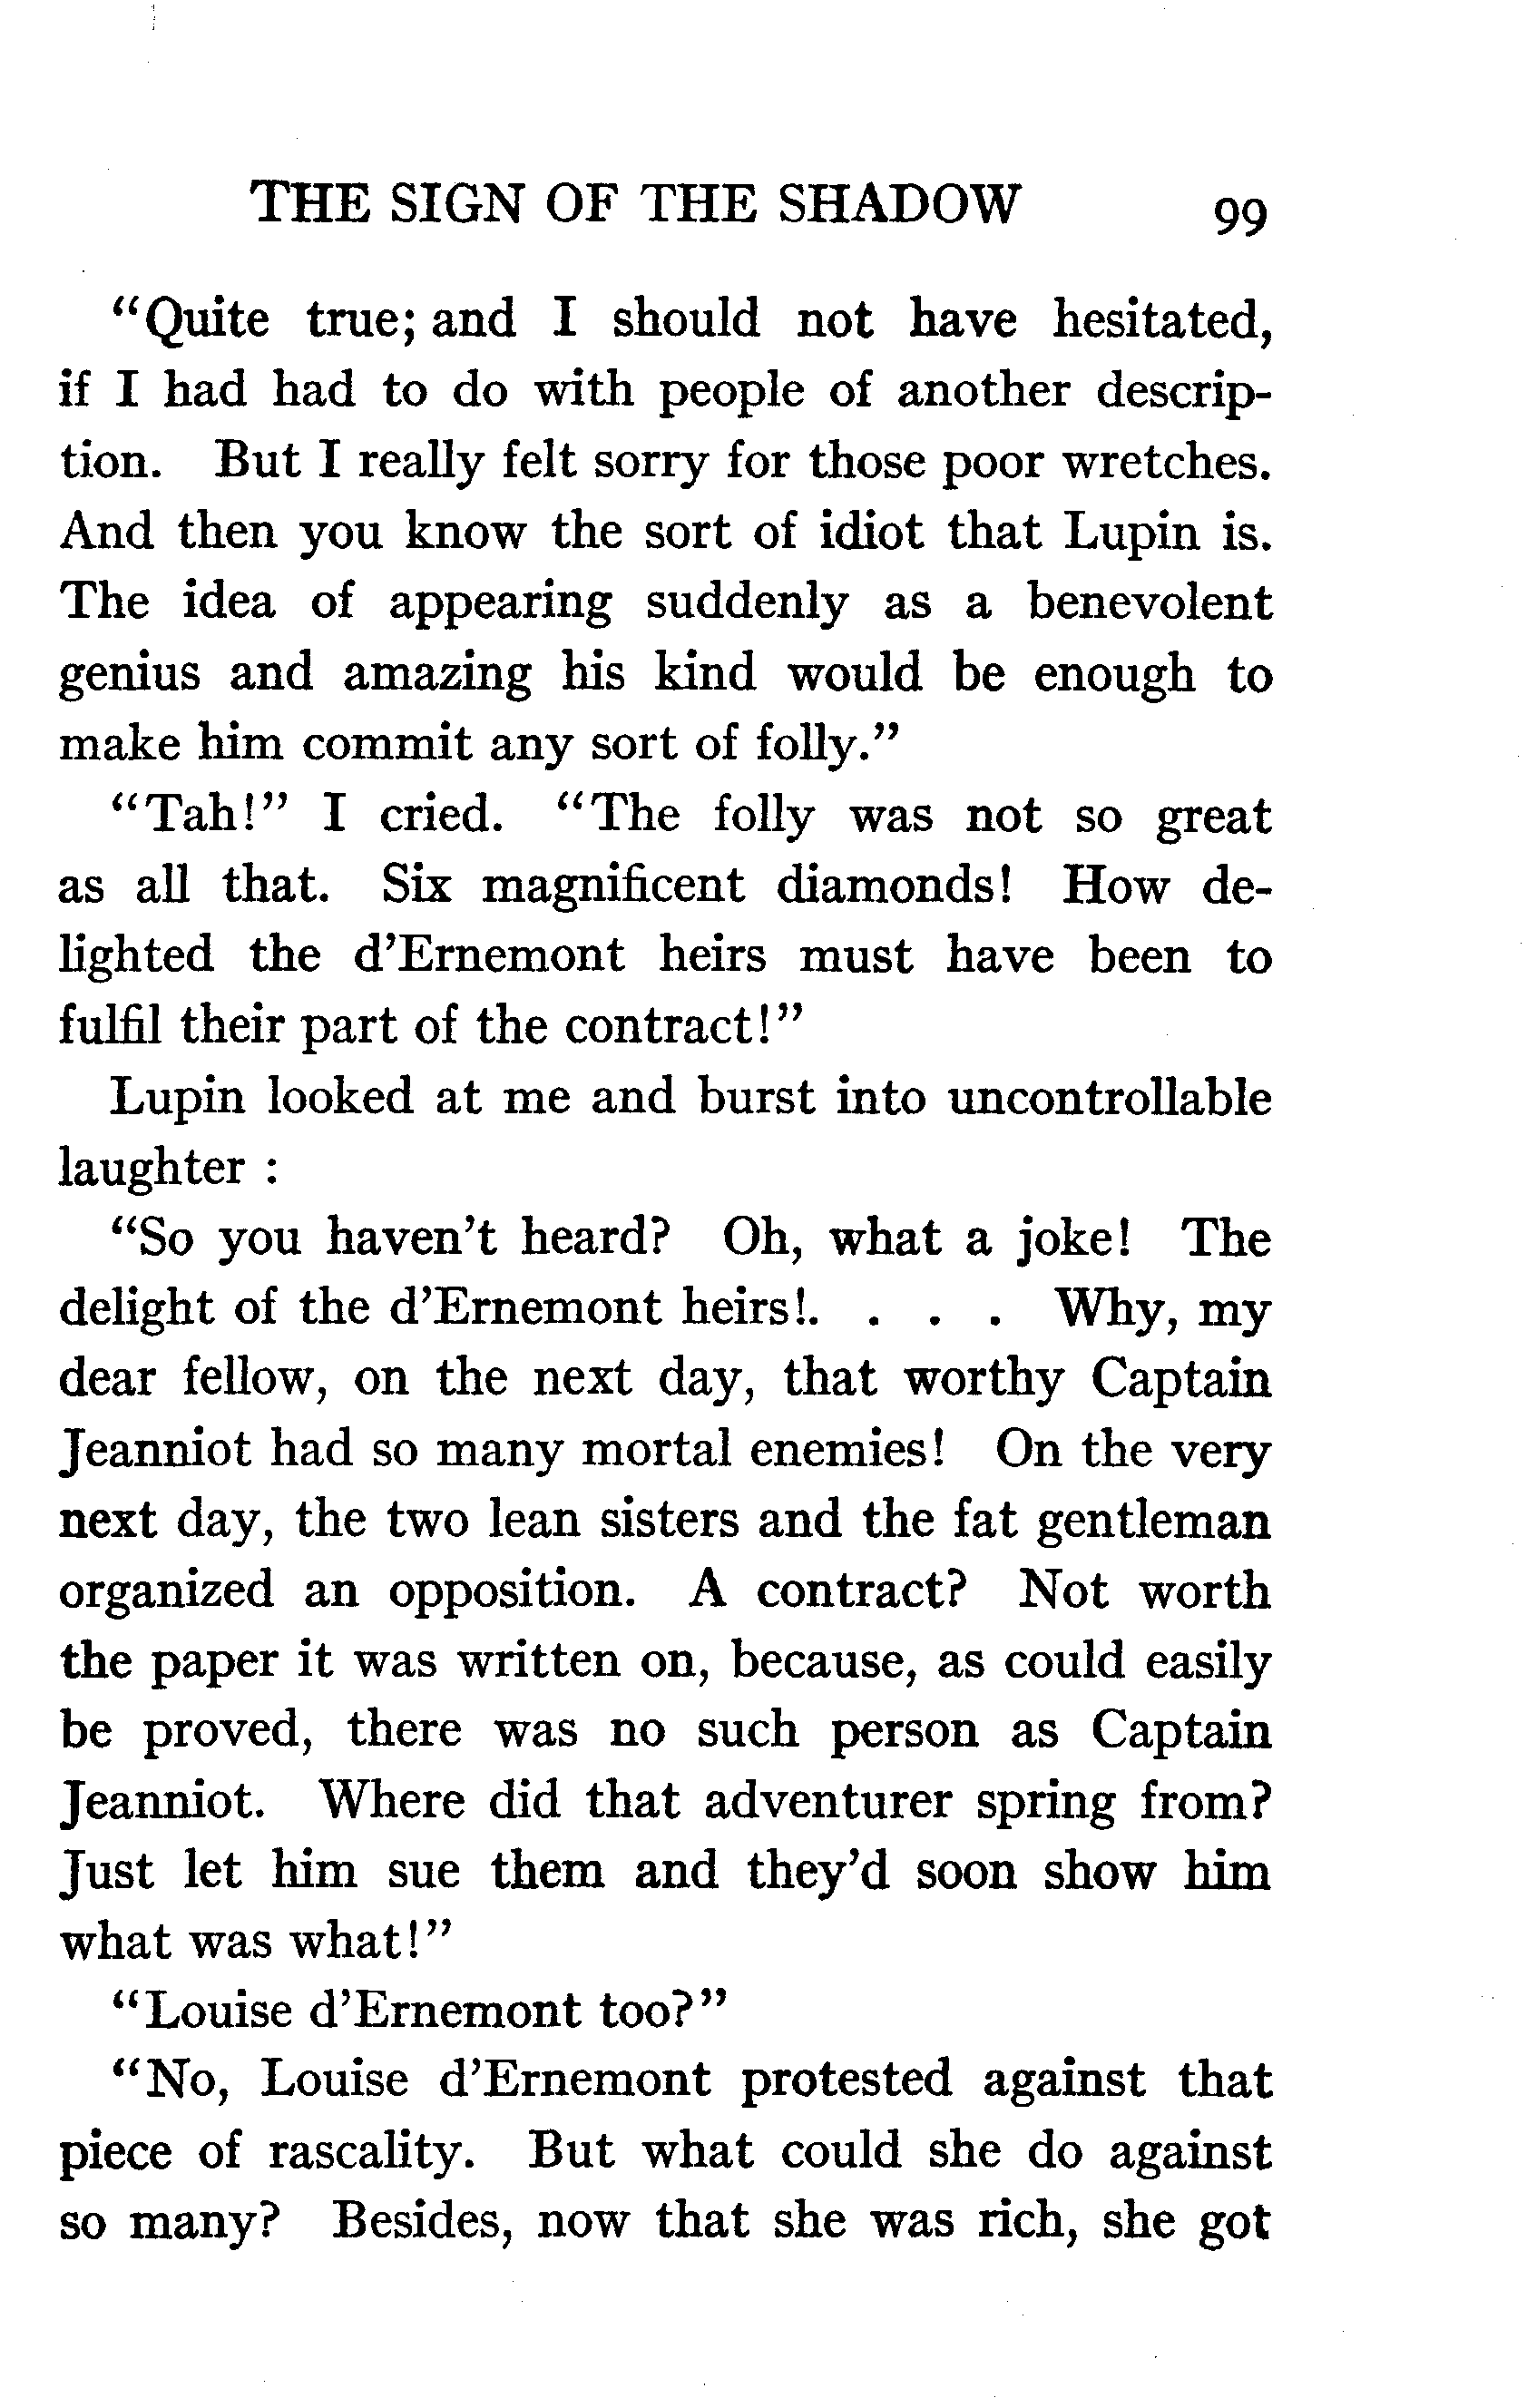 THE SIGN OF THE SHADOW 99
“Quite true; and I should not have hesitated,
if I had had to do with people of another descrip-
tion. But I really felt sorry for those poor wretches.
And then you know the sort of idiot that Lupin is.
The idea of appearing suddenly as a benevolent
genius and amazing his kind would be enough to
make him commit any sort of folly.”
“Tah!” I cried. “The folly was not so great
as all that. Six magnificent diamonds! How de-
lighted the d’Ernemont heirs must have been to
fulfil their part of the contract!”
Lupin looked at me and burst into uncontrollable
laughter :
“So you haven’t heard? Oh, what a joke! The
delight of the d’Ernemont heirs!. . . . Why, my
dear fellow, on the next day, that worthy Captain
Jeanniot had so many mortal enemies! On the very
next day, the two lean sisters and the fat gentleman
organized an opposition. A contract? Not worth
the paper it was written on, because, as could easily
be proved, there was no such person as Captain
Jeanniot. Where did that adventurer spring from?
Just let him sue them and they’d soon show him
what was what!”
“Louise d’Ernemont too?”
“No, Louise d’Ernemont protested against that
piece of rascality. But what could she do against
so many? Besides, now that she was rich, she got